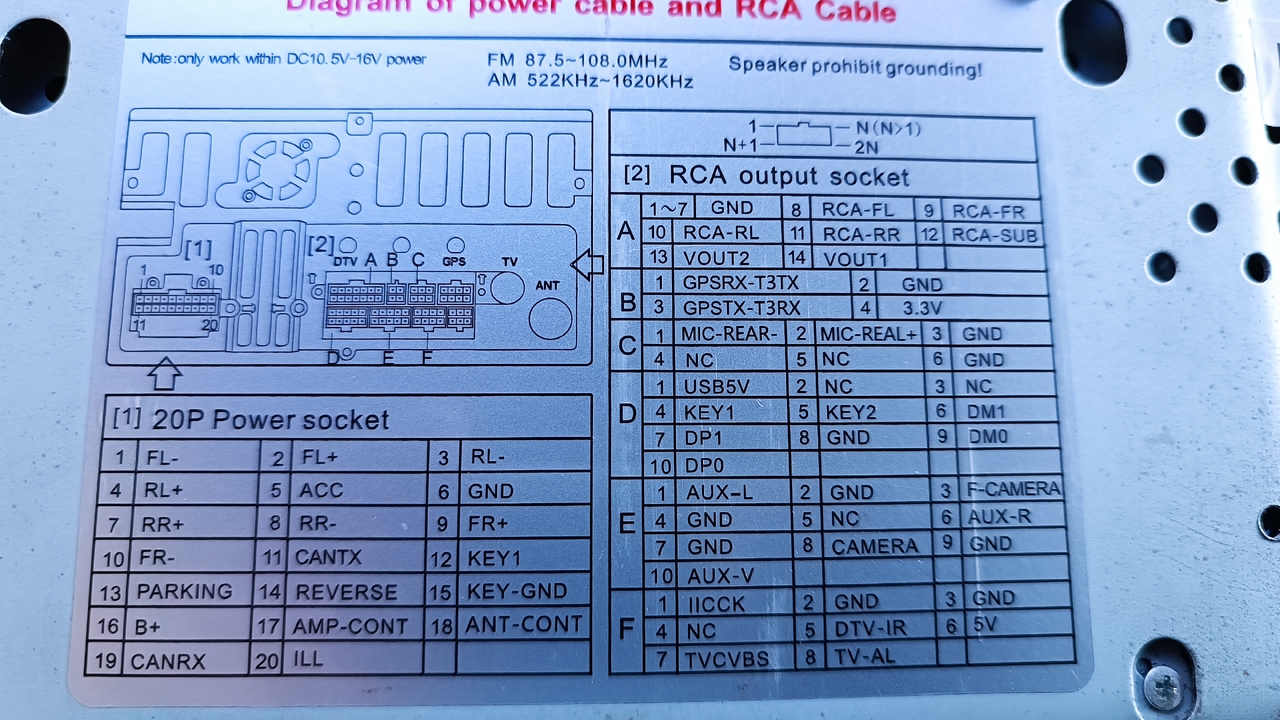 Diagram of power cable and RCA Cable
Note:only work within DC10.5V-16V power
FM 87.5~108.0MHz
AM 522KHz~1620KHz
Speaker prohibit grounding!
[1] [2] DTV A B C GPS TV
ANT
1 10
11 20
D E F
[1] 20P Power socket
1 FL- 2 FL+ 3 RL-
4 RL+ 5 ACC 6 GND
7 RR+ 8 RR- 9 FR+
10 FR- 11 CANTX 12 KEY1
13 PARKING 14 REVERSE 15 KEY-GND
16 B+ 17 AMP-CONT 18 ANT-CONT
19 CANRX 20 ILL
1 N(N>1)
N+1 2N
[2] RCA output socket
A
1~7 GND 8 RCA-FL 9 RCA-FR
10 RCA-RL 11 RCA-RR 12 RCA-SUB
13 VOUT2 14 VOUT1
B
1 GPSRX-T3TX 2 GND
3 GPSTX-T3RX 4 3.3V
C
1 MIC-REAR- 2 MIC-REAL+ 3 GND
4 NC 5 NC 6 GND
D
1 USB5V 2 NC 3 NC
4 KEY1 5 KEY2 6 DM1
7 DP1 8 GND 9 DM0
10 DP0
E
1 AUX-L 2 GND 3 F-CAMERA
4 GND 5 NC 6 AUX-R
7 GND 8 CAMERA 9 GND
10 AUX-V
F
1 IICCK 2 GND 3 GND
4 NC 5 DTV-IR 6 5V
7 TVCVBS 8 TV-AL